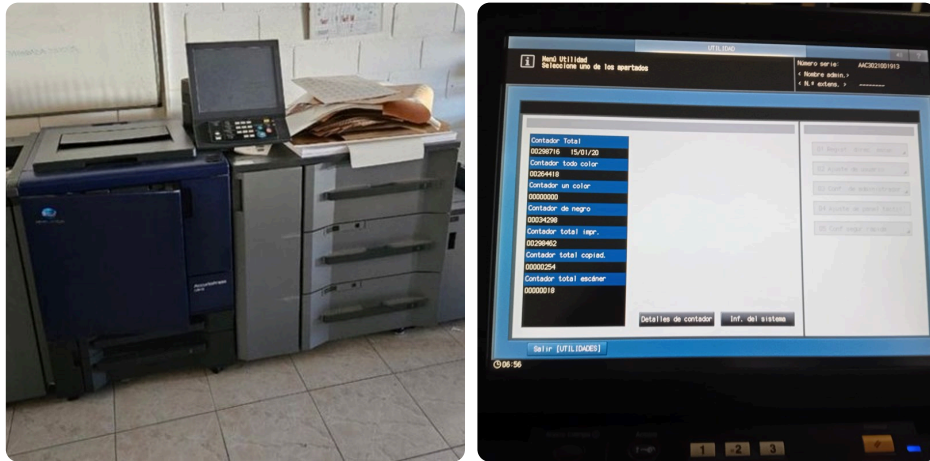 UTILIDAD
Menú Utilidad
Seleccione uno de los apartados
Número serie: AAC3021001913
< Nombre admin.>
< N.º extens. >
Contador Total
00298716 15/01/20
Contador todo color
00264418
Contador un color
00000000
Contador de negro
00034298
Contador total impr.
00298462
Contador total copiad.
00000254
Contador total escáner
00000018
Detalles de contador
Inf. del sistema
Salir [UTILIDADES]
06:56
1
2
3